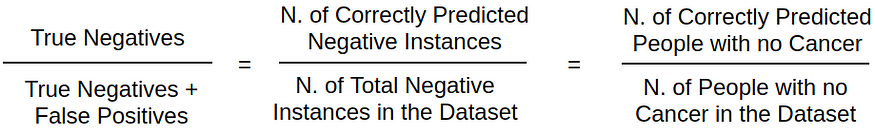 True Negatives
True Negatives +
False Positives
=
N. of Correctly Predicted
Negative Instances
N. of Total Negative
Instances in the Dataset
=
N. of Correctly Predicted
People with no Cancer
N. of People with no
Cancer in the Dataset